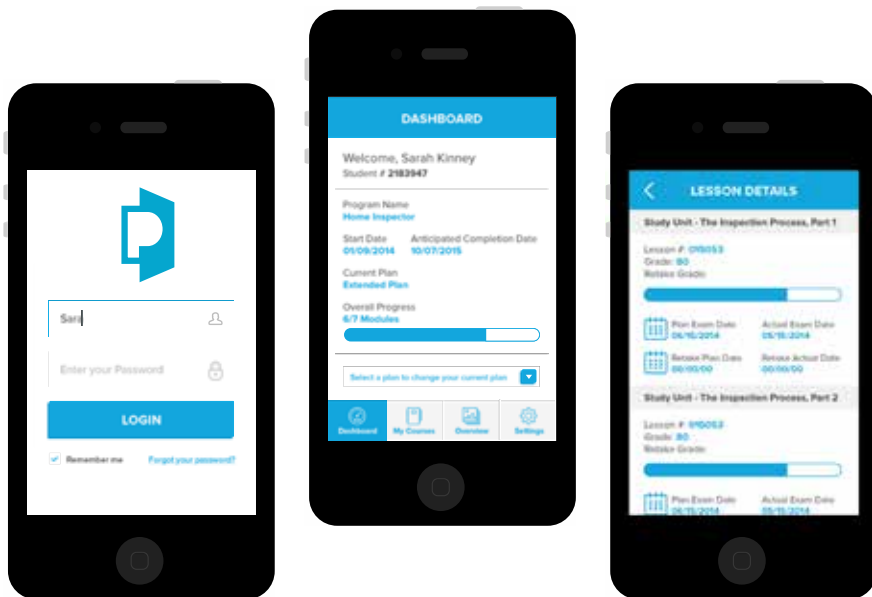 Sara
Enter your Password
LOGIN
Remember me Forgot your password?
DASHBOARD
Welcome, Sarah Kinney
Student # 2183947
Program Name
Home Inspector
Start Date Anticipated Completion Date
01/09/2014 10/07/2015
Current Plan
Extended Plan
Overall Progress
6/7 Modules
Select a plan to change your current plan
Dashboard My Courses Overview Settings
LESSON DETAILS
Study Unit - The Inspection Process, Part 1
Lesson #:
Grade: 80
Retake Grade:
Plan Exam Date Actual Exam Date
Retake Plan Date Retake Actual Date
00/00/00 00/00/00
Study Unit - The Inspection Process, Part 2
Lesson #:
Grade: 80
Retake Grade:
Plan Exam Date Actual Exam Date